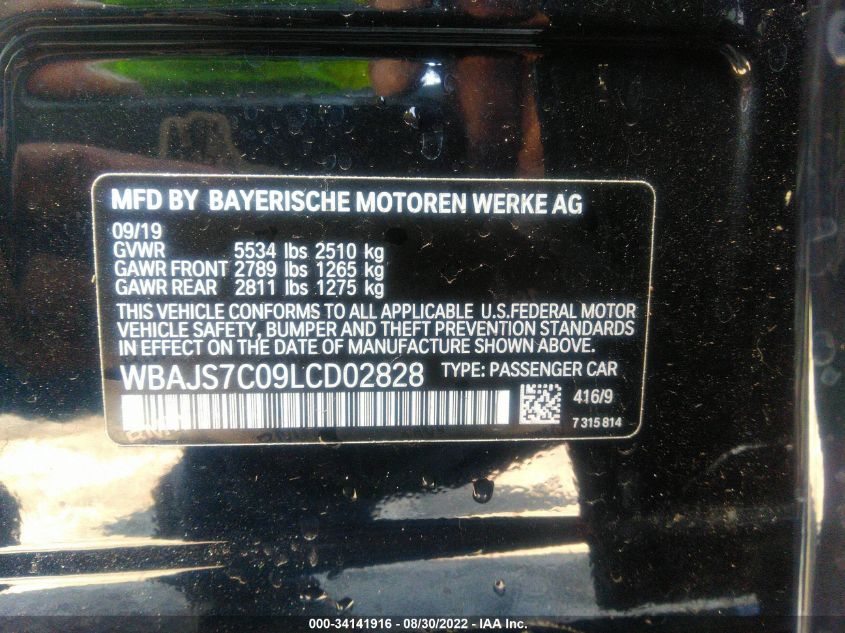 MFD BY BAYERISCHE MOTOREN WERKE AG
09/19
GVWR 5534 lbs 2510 kg
GAWR FRONT 2789 lbs 1265 kg
GAWR REAR 2811 lbs 1275 kg
THIS VEHICLE CONFORMS TO ALL APPLICABLE U.S.FEDERAL MOTOR
VEHICLE SAFETY, BUMPER AND THEFT PREVENTION STANDARDS
IN EFFECT ON THE DATE OF MANUFACTURE SHOWN ABOVE.
WBAJS7C09LCD02828 TYPE: PASSENGER CAR
416/9
7 315 814
000-34141916 - 08/30/2022 - IAA Inc.